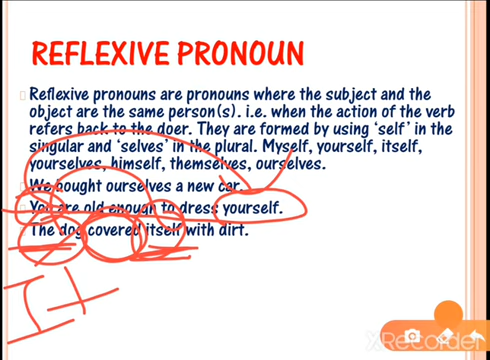 REFLEXIVE PRONOUN
Reflexive pronouns are pronouns where the subject and the
object are the same person(s). i.e. when the action of the verb
refers back to the doer. They are formed by using 'self' in the
singular and 'selves' in the plural. Myself, yourself, itself,
yourselves, himself, themselves, ourselves.
We bought ourselves a new car.
You are old enough to dress yourself.
The dog covered itself with dirt.
It
XRecorder